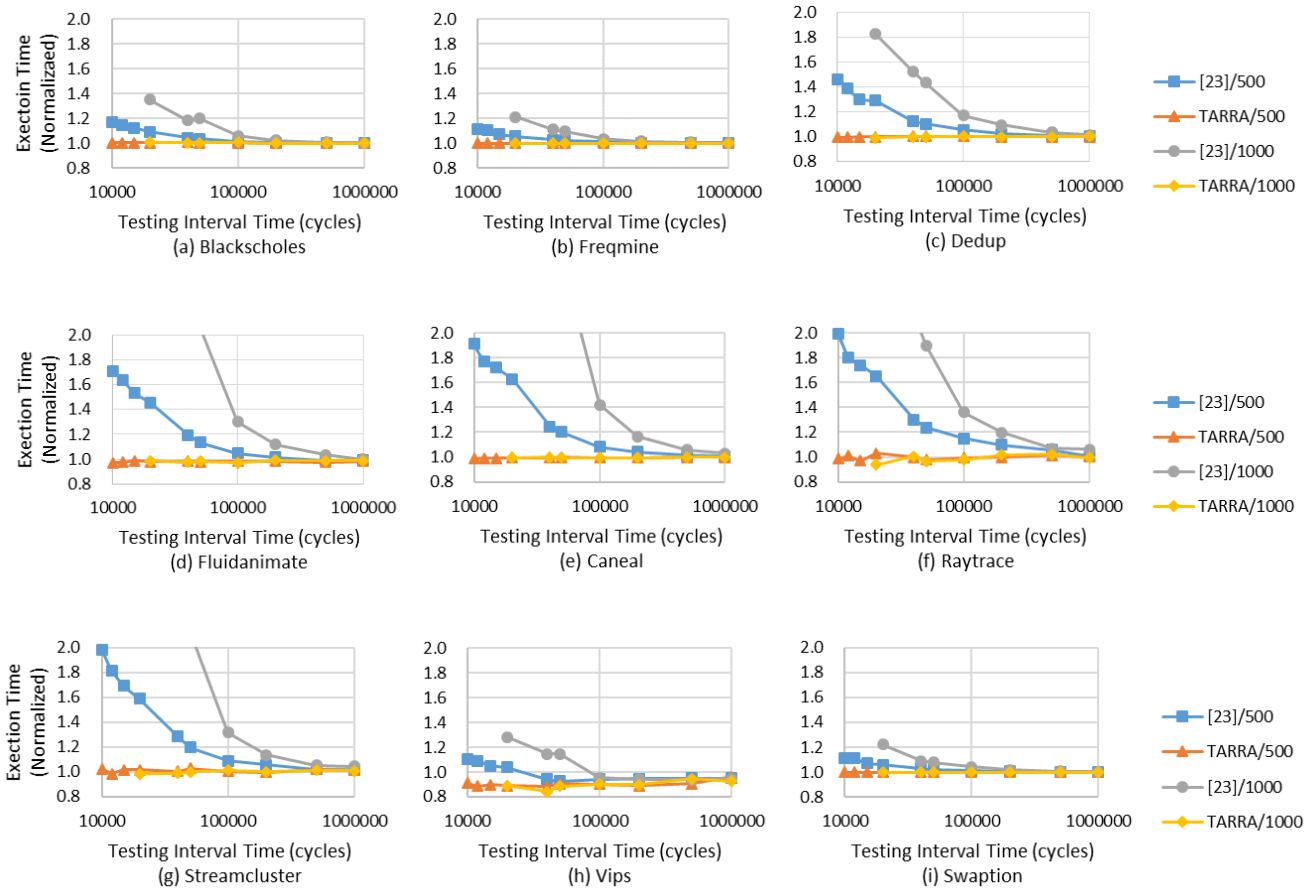 Exectoin Time
(Normalizaed)
2.0
1.8
1.6
1.4
1.2
1.0
0.8
10000 100000 1000000
Testing Interval Time (cycles)
(a) Blackscholes
2.0
1.8
1.6
1.4
1.2
1.0
0.8
10000 100000 1000000
Testing Interval Time (cycles)
(b) Freqmine
2.0
1.8
1.6
1.4
1.2
1.0
0.8
10000 100000 1000000
Testing Interval Time (cycles)
(c) Dedup
[23]/500
TARRA/500
[23]/1000
TARRA/1000
Exection Time
(Normalized)
2.0
1.8
1.6
1.4
1.2
1.0
0.8
10000 100000 1000000
Testing Interval Time (cycles)
(d) Fluidanimate
2.0
1.8
1.6
1.4
1.2
1.0
0.8
10000 100000 1000000
Testing Interval Time (cycles)
(e) Caneal
2.0
1.8
1.6
1.4
1.2
1.0
0.8
10000 100000 1000000
Testing Interval Time (cycles)
(f) Raytrace
[23]/500
TARRA/500
[23]/1000
TARRA/1000
Exection Time
(Normalized)
2.0
1.8
1.6
1.4
1.2
1.0
0.8
10000 100000 1000000
Testing Interval Time (cycles)
(g) Streamcluster
2.0
1.8
1.6
1.4
1.2
1.0
0.8
10000 100000 1000000
Testing Interval Time (cycles)
(h) Vips
2.0
1.8
1.6
1.4
1.2
1.0
0.8
10000 100000 1000000
Testing Interval Time (cycles)
(i) Swaption
[23]/500
TARRA/500
[23]/1000
TARRA/1000